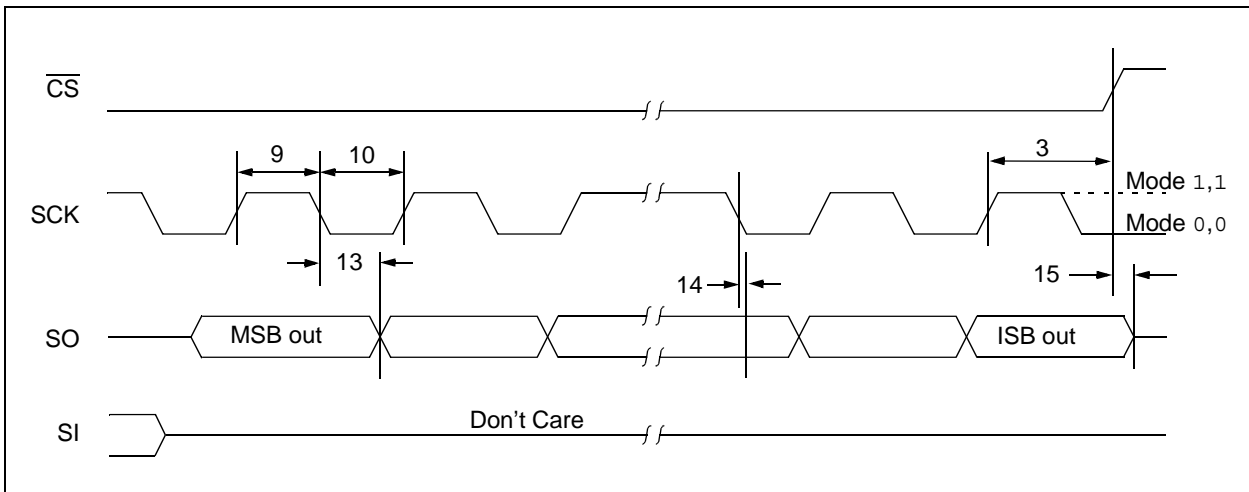 CS
9
10
3
Mode 1,1
SCK
Mode 0,0
13
14
15
SO
MSB out
ISB out
SI
Don't Care